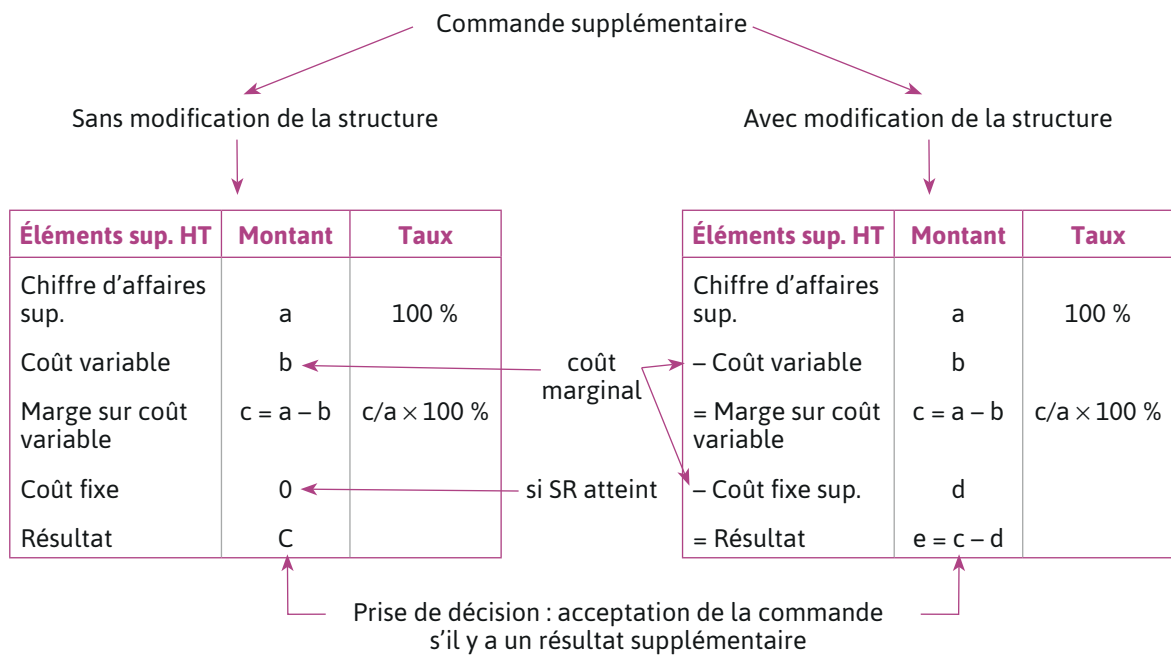 Commande supplémentaire
Sans modification de la structure
Avec modification de la structure
Éléments sup. HT Montant Taux
Chiffre d'affaires
sup. a 100 %
Coût variable b
Marge sur coût c = a – b c/a × 100 %
variable
Coût fixe 0
Résultat C
coût
marginal
si SR atteint
Éléments sup. HT Montant Taux
Chiffre d'affaires
sup. a 100 %
– Coût variable b
= Marge sur coût c = a – b c/a × 100 %
variable
– Coût fixe sup. d
= Résultat e = c – d
Prise de décision : acceptation de la commande
s’il y a un résultat supplémentaire